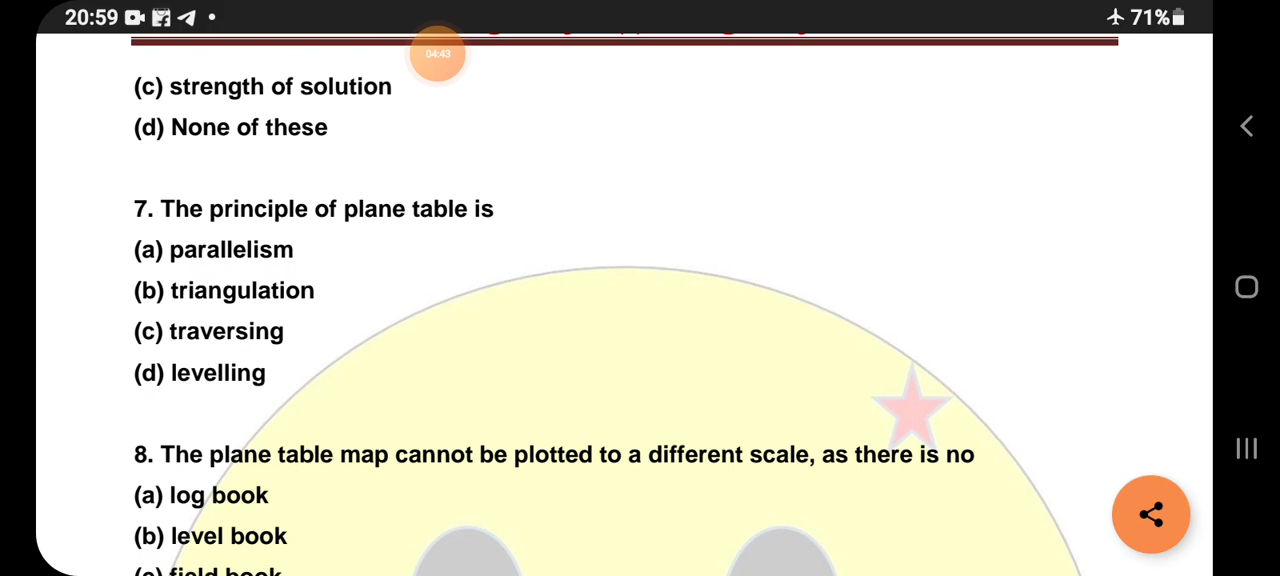 20:59
71%
04:43
(c) strength of solution
(d) None of these
7. The principle of plane table is
(a) parallelism
(b) triangulation
(c) traversing
(d) levelling
8. The plane table map cannot be plotted to a different scale, as there is no
(a) log book
(b) level book
(c) field book